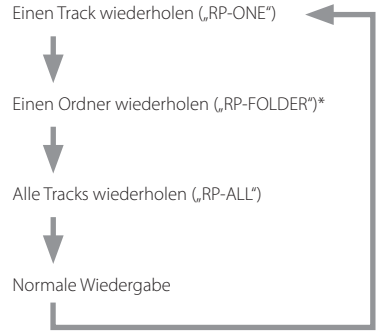 Einen Track wiederholen („RP-ONE“)
Einen Ordner wiederholen („RP-FOLDER“)*
Alle Tracks wiederholen („RP-ALL“)
Normale Wiedergabe